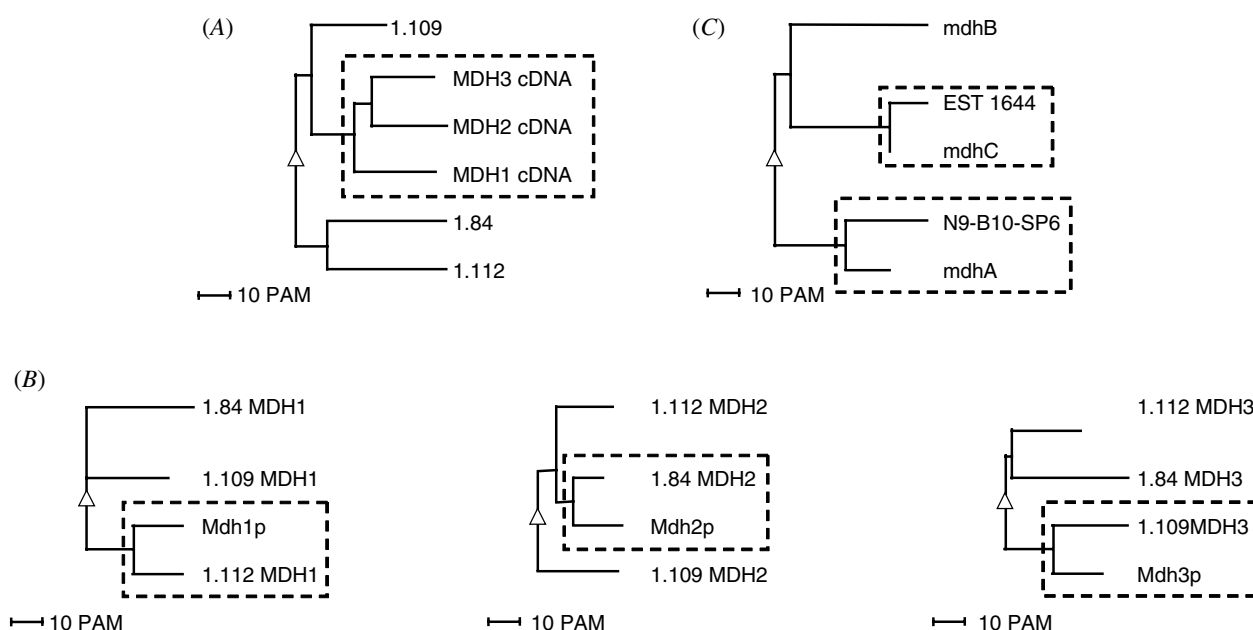 (A)
1.109
MDH3 cDNA
MDH2 cDNA
MDH1 cDNA
1.84
1.112
10 PAM
(C)
mdhB
EST 1644
mdhC
N9-B10-SP6
mdhA
10 PAM
(B)
1.84 MDH1
1.109 MDH1
Mdh1p
1.112 MDH1
10 PAM
1.112 MDH2
1.84 MDH2
Mdh2p
1.109 MDH2
10 PAM
1.112 MDH3
1.84 MDH3
1.109MDH3
Mdh3p
10 PAM